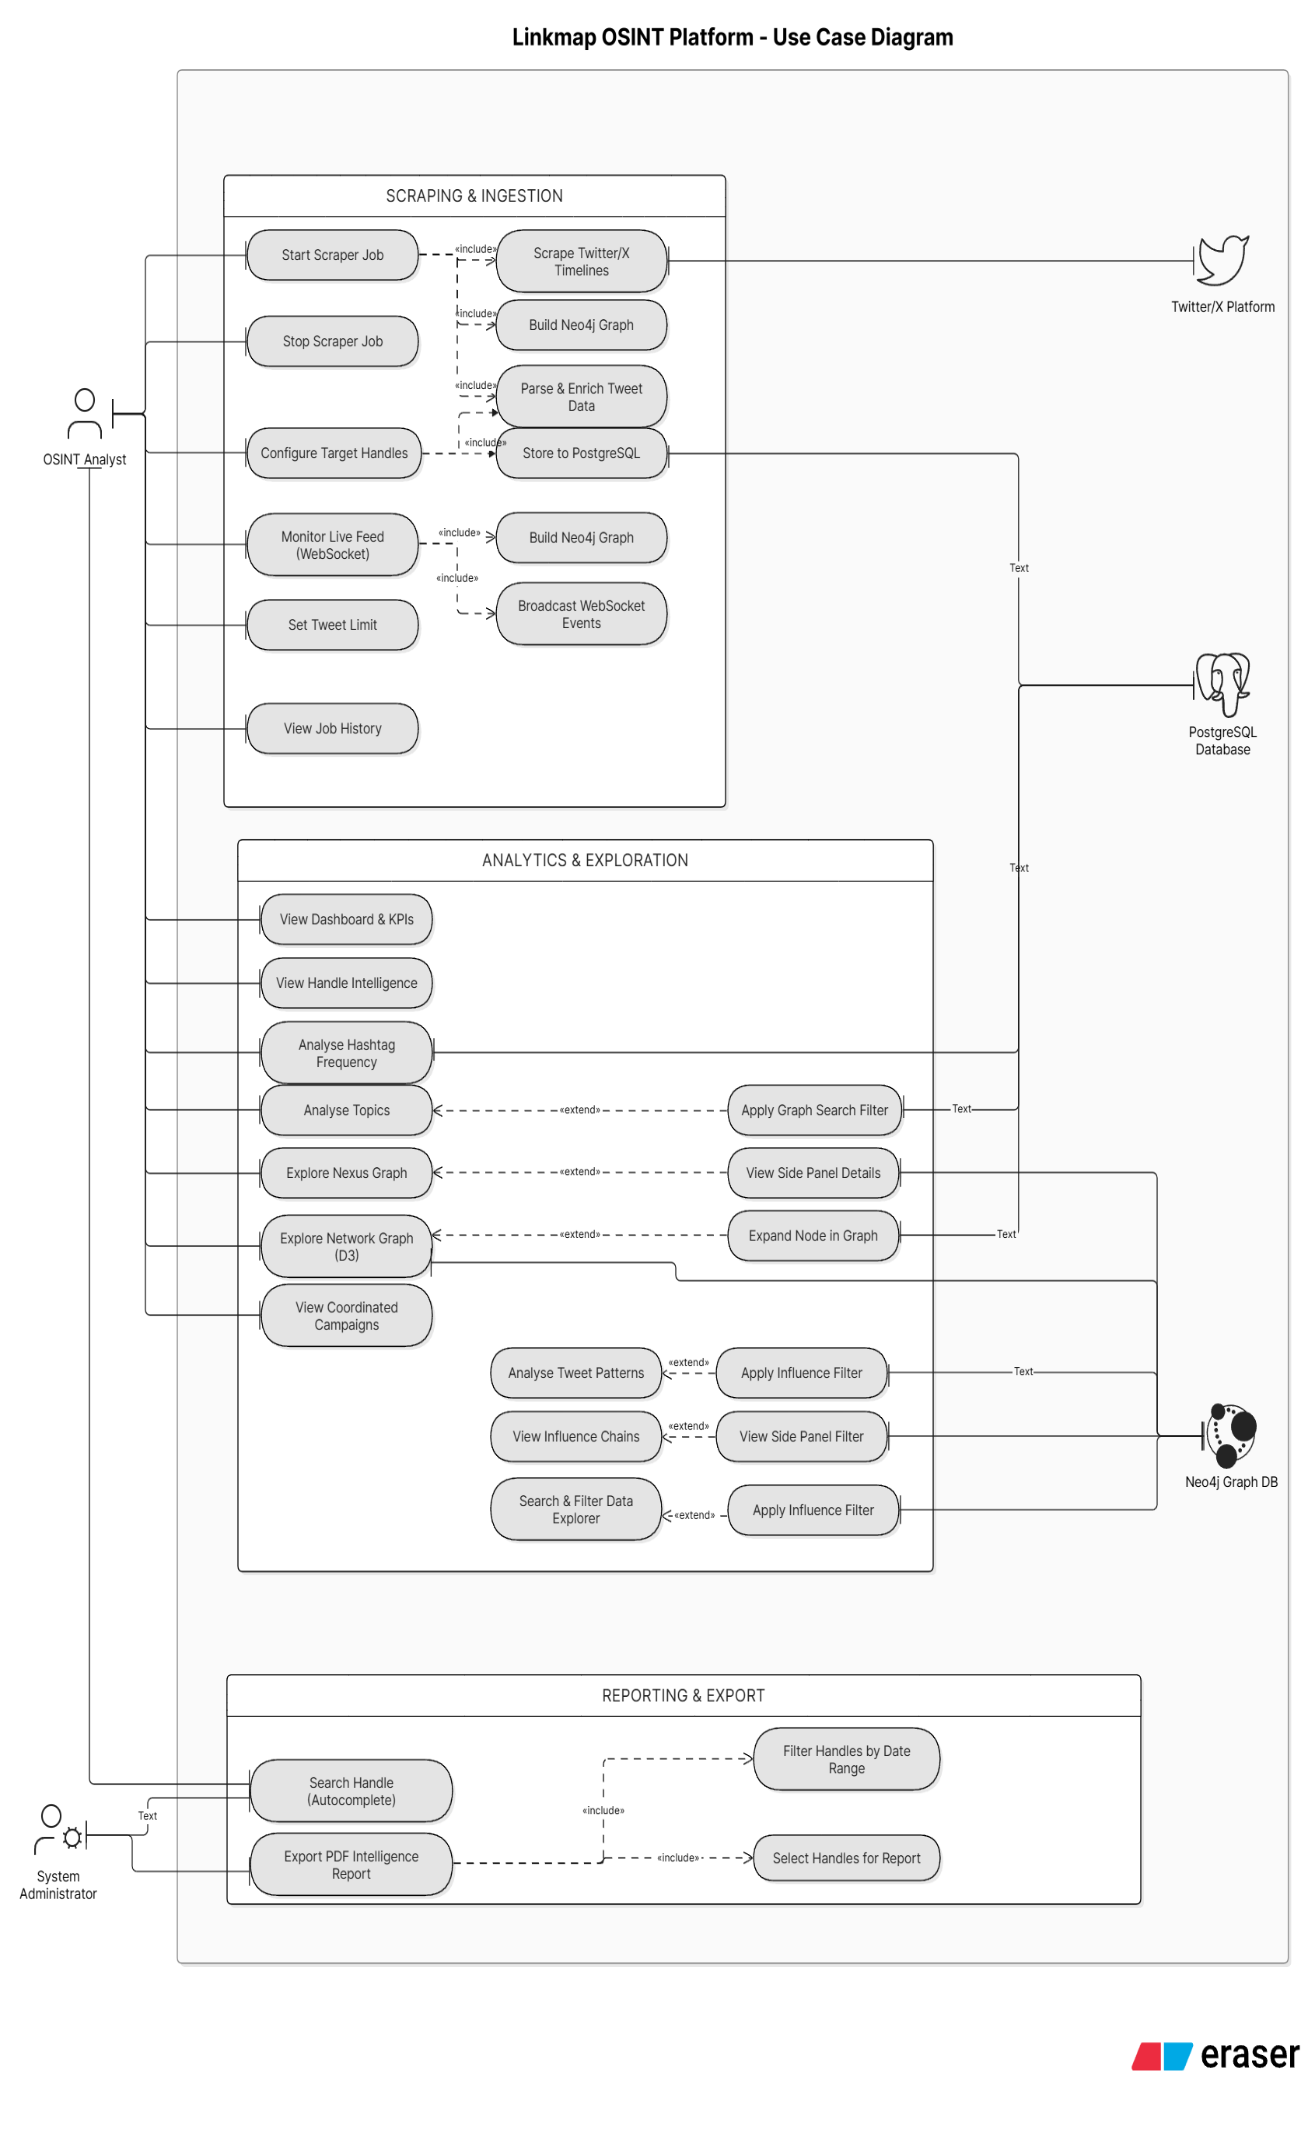 Linkmap OSINT Platform - Use Case Diagram
SCRAPING & INGESTION
Start Scraper Job
«include»
Scrape Twitter/X
Timelines
Twitter/X Platform
«include»
Build Neo4j Graph
Stop Scraper Job
«include»
Parse & Enrich Tweet
Data
OSINT Analyst
Configure Target Handles
«include»
Store to PostgreSQL
Monitor Live Feed
(WebSocket)
«include»
Build Neo4j Graph
Text
«include»
Broadcast WebSocket
Events
Set Tweet Limit
View Job History
PostgreSQL
Database
ANALYTICS & EXPLORATION
Text
View Dashboard & KPIs
View Handle Intelligence
Analyse Hashtag
Frequency
Analyse Topics
«extend»
Apply Graph Search Filter
Text
Explore Nexus Graph
«extend»
View Side Panel Details
Explore Network Graph
(D3)
«extend»
Expand Node in Graph
Text
View Coordinated
Campaigns
Analyse Tweet Patterns
«extend»
Apply Influence Filter
Text
View Influence Chains
«extend»
View Side Panel Filter
Neo4j Graph DB
Search & Filter Data
Explorer
«extend»
Apply Influence Filter
REPORTING & EXPORT
Filter Handles by Date
Range
Search Handle
(Autocomplete)
«include»
Text
System
Administrator
Export PDF Intelligence
Report
«include»
Select Handles for Report
eraser